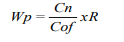 Wp = Cn / Cof xR